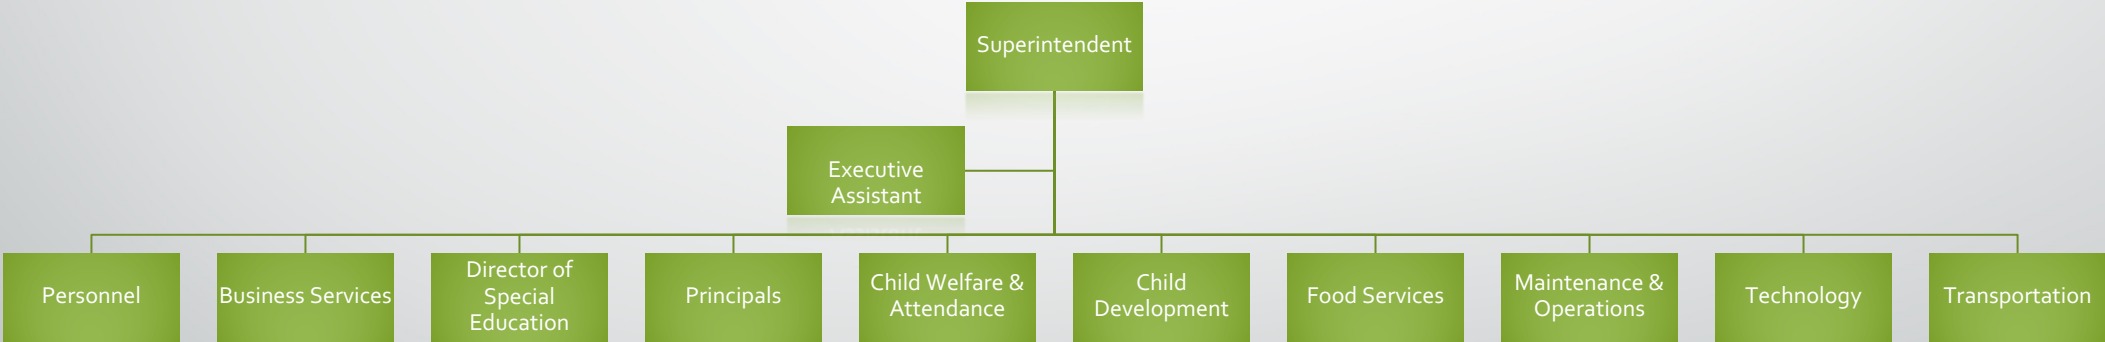 Superintendent
Executive
Assistant
Personnel
Business Services
Director of
Special
Education
Principals
Child Welfare &
Attendance
Child
Development
Food Services
Maintenance &
Operations
Technology
Transportation